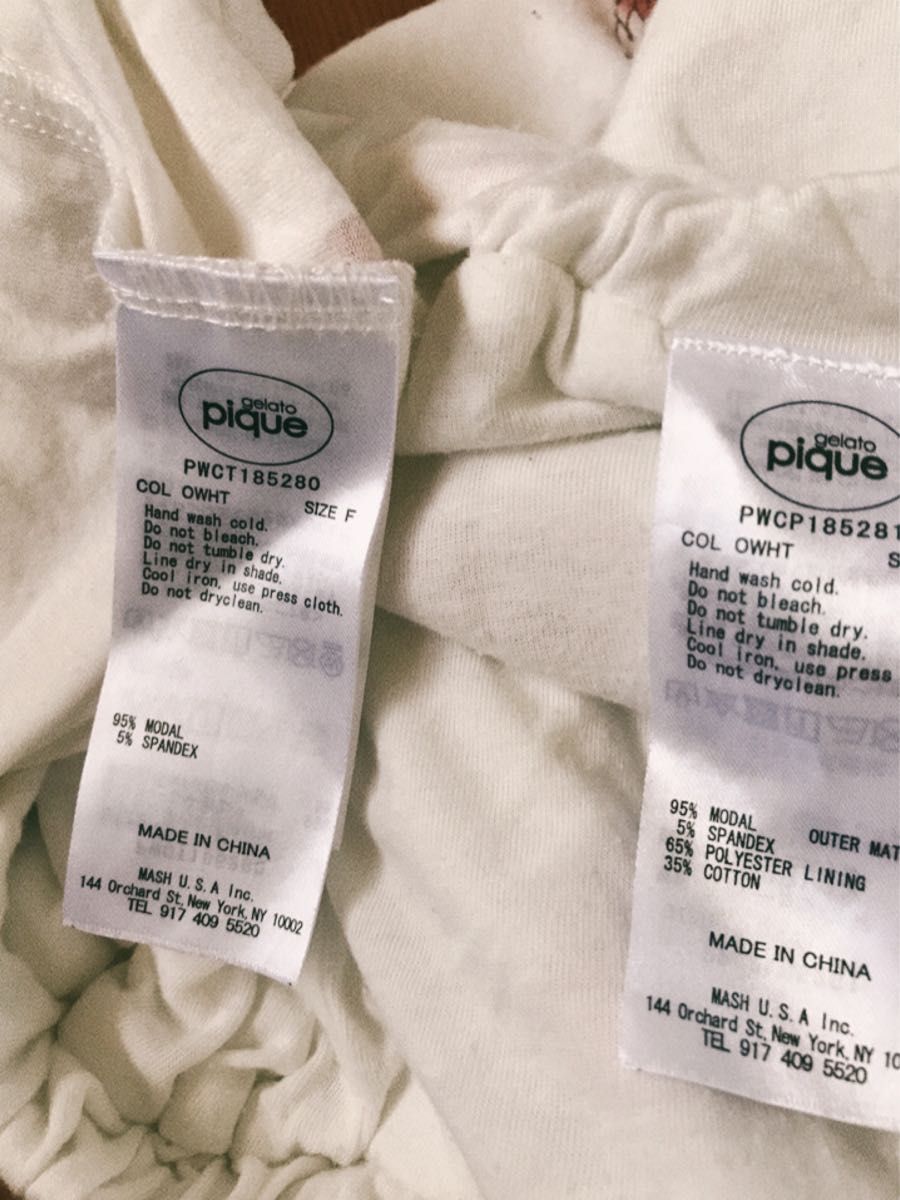 gelato
pique
PWCT185280
COL OWHT
SIZE F
Hand wash cold.
Do not bleach.
Do not tumble dry.
Line dry in shade.
Cool iron, use press cloth.
Do not dryclean.
95% MODAL
5% SPANDEX
MADE IN CHINA
MASH U.S.A Inc.
144 Orchard St, New York, NY 10002
TEL 917 409 5520
gelato
pique
PWCP185281
COL OWHT
Hand wash cold.
Do not bleach.
Do not tumble dry.
Line dry in shade.
Cool iron, use press
Do not dryclean.
95% MODAL
5% SPANDEX OUTER MAT
65% POLYESTER LINING
35% COTTON
MADE IN CHINA
MASH U.S.A Inc.
144 Orchard St, New York, NY 10
TEL 917 409 5520